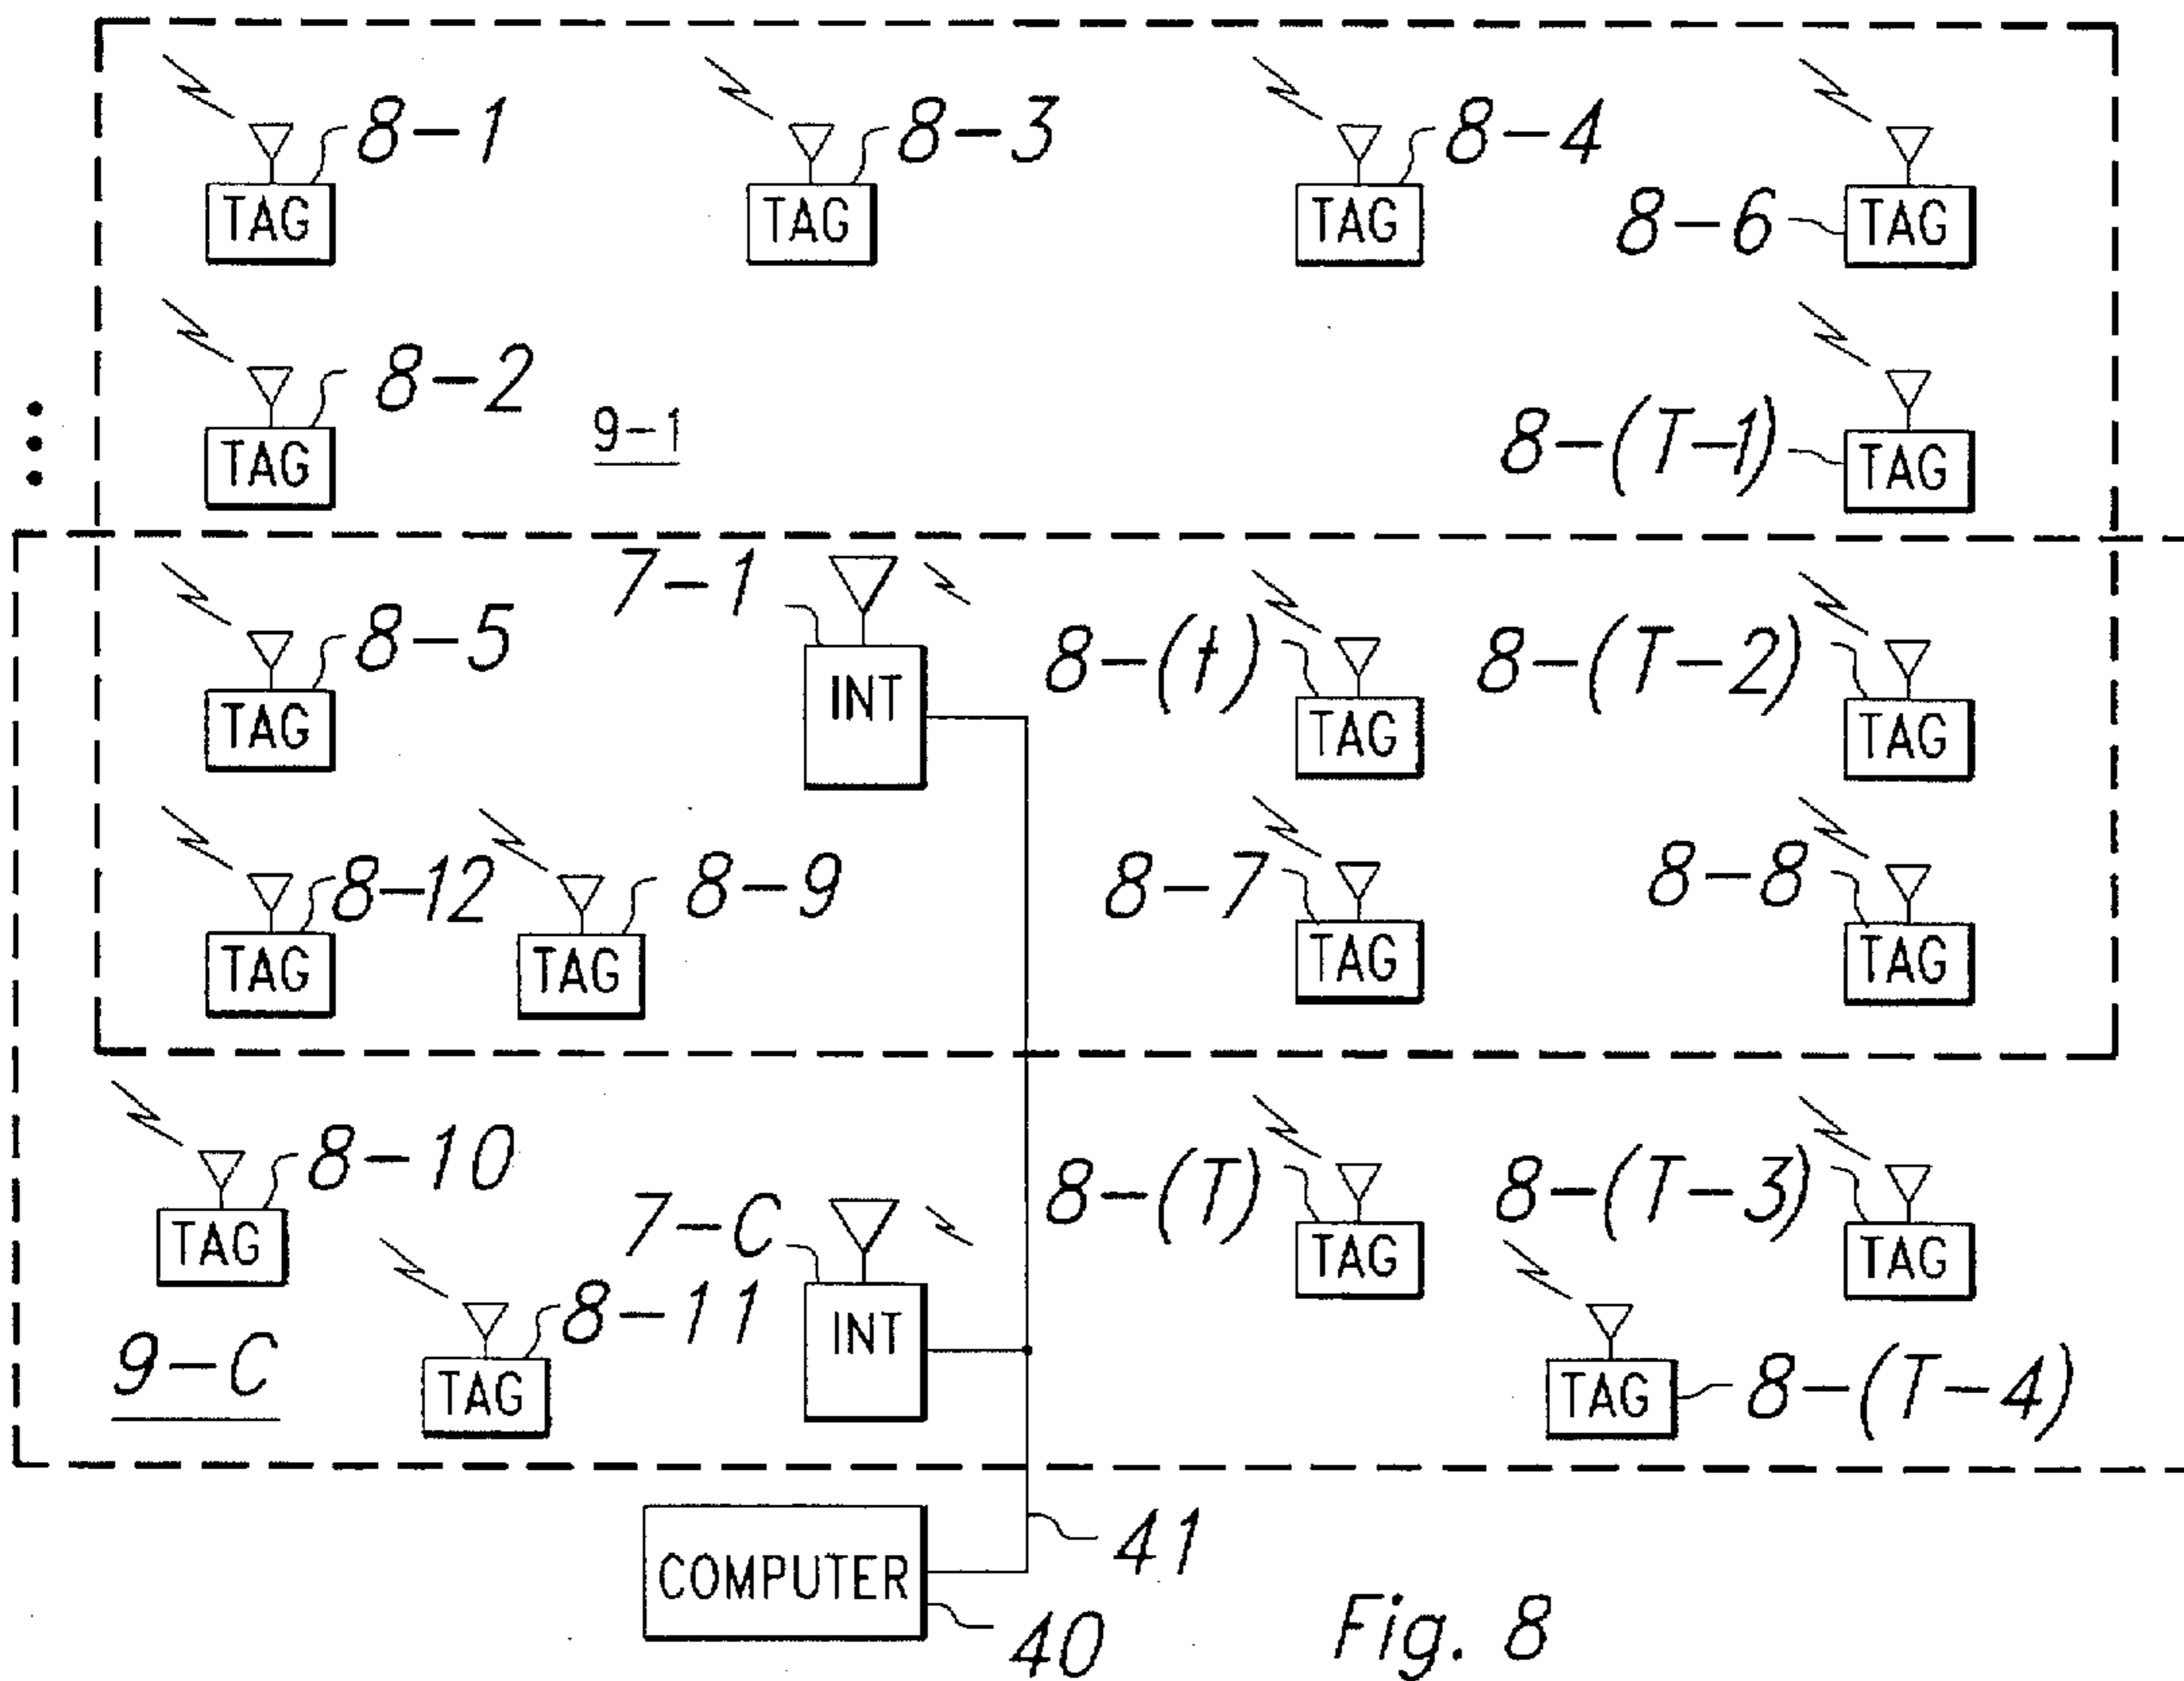 8-1
8-3
8-4
TAG
TAG
TAG
8-6
TAG
8-2
TAG
9-1
8-(T-1)
TAG
7-1
8-5
TAG
INT
8-(t)
TAG
8-(T-2)
TAG
8-12
TAG
8-9
TAG
8-7
TAG
8-8
TAG
8-10
TAG
8-(T)
TAG
8-(T-3)
TAG
7-C
INT
8-11
TAG
9-C
TAG
8-(T-4)
41
COMPUTER
40
Fig. 8